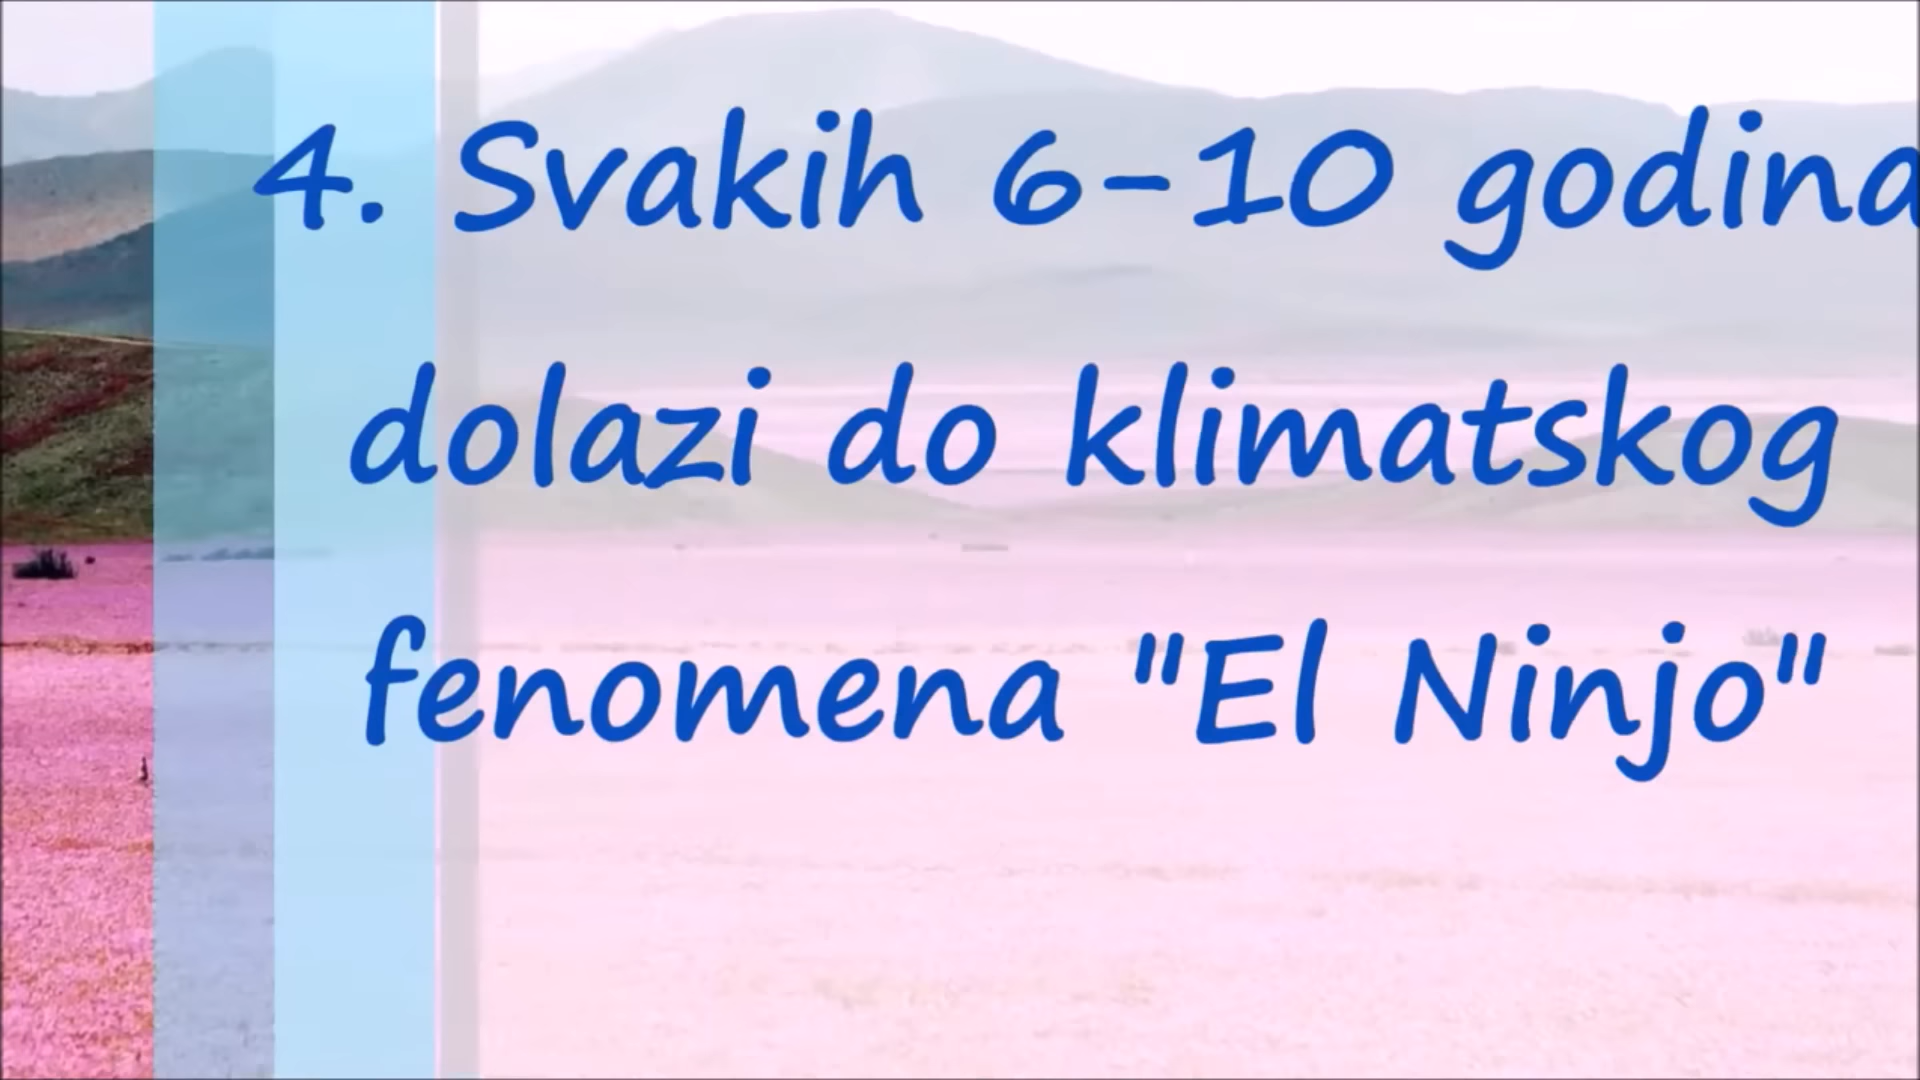 4. Svakih 6-10 godina
dolazi do klimatskog
fenomena "El Ninjo"